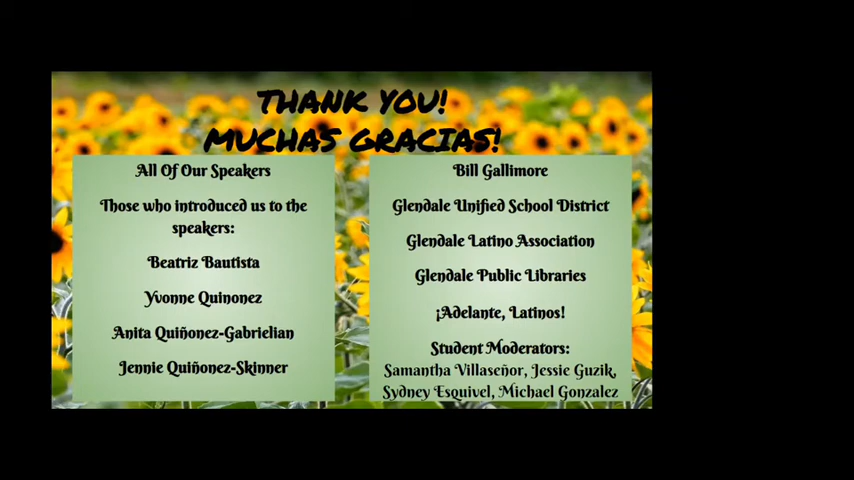 THANK YOU!
MUCHAS GRACIAS!
All Of Our Speakers
Those who introduced us to the
speakers:
Beatriz Bautista
Yvonne Quinonez
Anita Quiñonez-Gabrielian
Jennie Quiñonez-Skinner
Bill Gallimore
Glendale Unified School District
Glendale Latino Association
Glendale Public Libraries
¡Adelante, Latinos!
Student Moderators:
Samantha Villaseñor, Jessie Guzik,
Sydney Esquivel, Michael Gonzalez